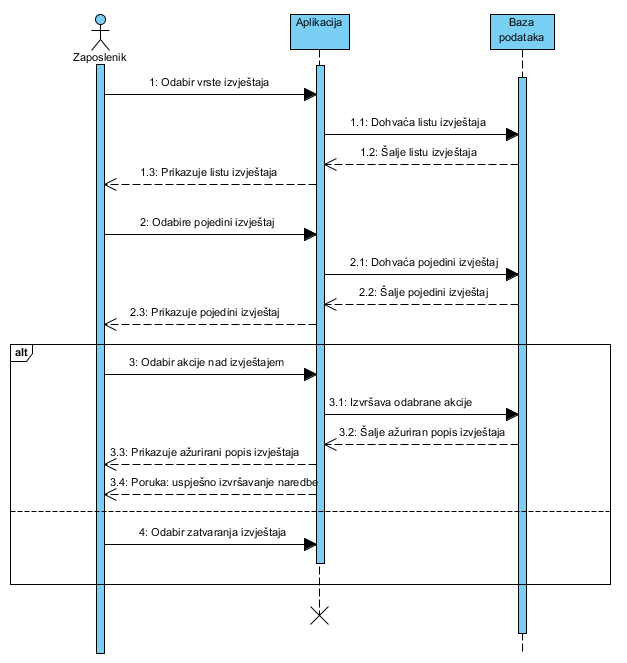 Zaposlenik
Aplikacija
Baza
podataka
1: Odabir vrste izvještaja
1.1: Dohvaća listu izvještaja
1.2: Šalje listu izvještaja
1.3: Prikazuje listu izvještaja
2: Odabire pojedini izvještaj
2.1: Dohvaća pojedini izvještaj
2.2: Šalje pojedini izvještaj
2.3: Prikazuje pojedini izvještaj
alt
3: Odabir akcije nad izvještajem
3.1: Izvršava odabrane akcije
3.2: Šalje ažuriran popis izvještaja
3.3: Prikazuje ažurirani popis izvještaja
3.4: Poruka: uspješno izvršavanje naredbe
4: Odabir zatvaranja izvještaja